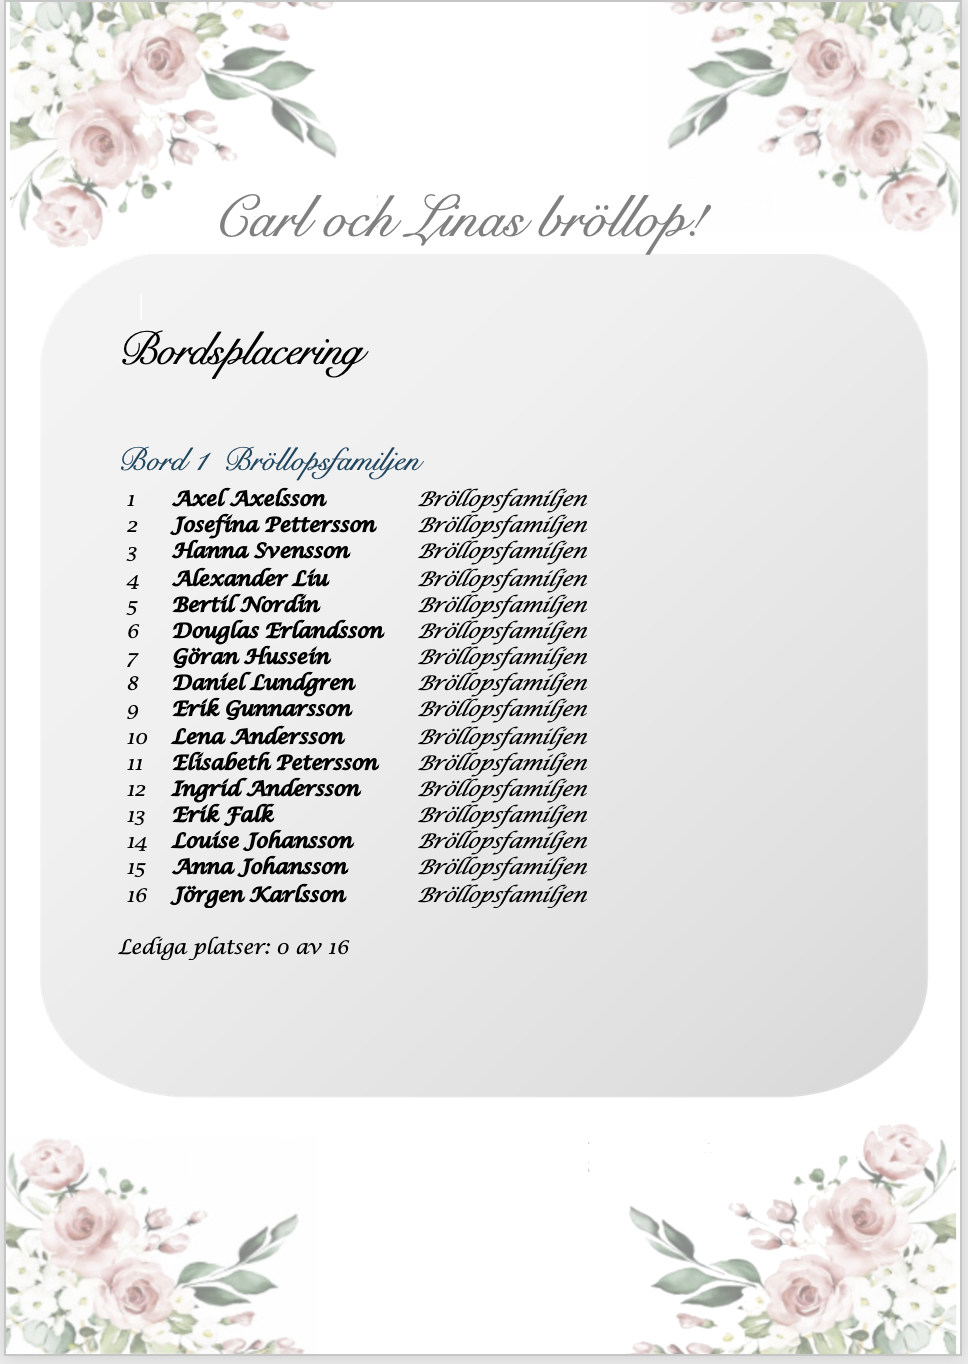 Carl och Linas bröllop!
Bordsplacering
Bord 1 Bröllopsfamiljen
1 Axel Axelsson Bröllopsfamiljen
2 Josefina Pettersson Bröllopsfamiljen
3 Hanna Svensson Bröllopsfamiljen
4 Alexander Liu Bröllopsfamiljen
5 Bertil Nordin Bröllopsfamiljen
6 Douglas Erlandsson Bröllopsfamiljen
7 Göran Hussein Bröllopsfamiljen
8 Daniel Lundgren Bröllopsfamiljen
9 Erik Gunnarsson Bröllopsfamiljen
10 Lena Andersson Bröllopsfamiljen
11 Elisabeth Petersson Bröllopsfamiljen
12 Ingrid Andersson Bröllopsfamiljen
13 Erik Falk Bröllopsfamiljen
14 Louise Johansson Bröllopsfamiljen
15 Anna Johansson Bröllopsfamiljen
16 Jörgen Karlsson Bröllopsfamiljen
Lediga platser: 0 av 16